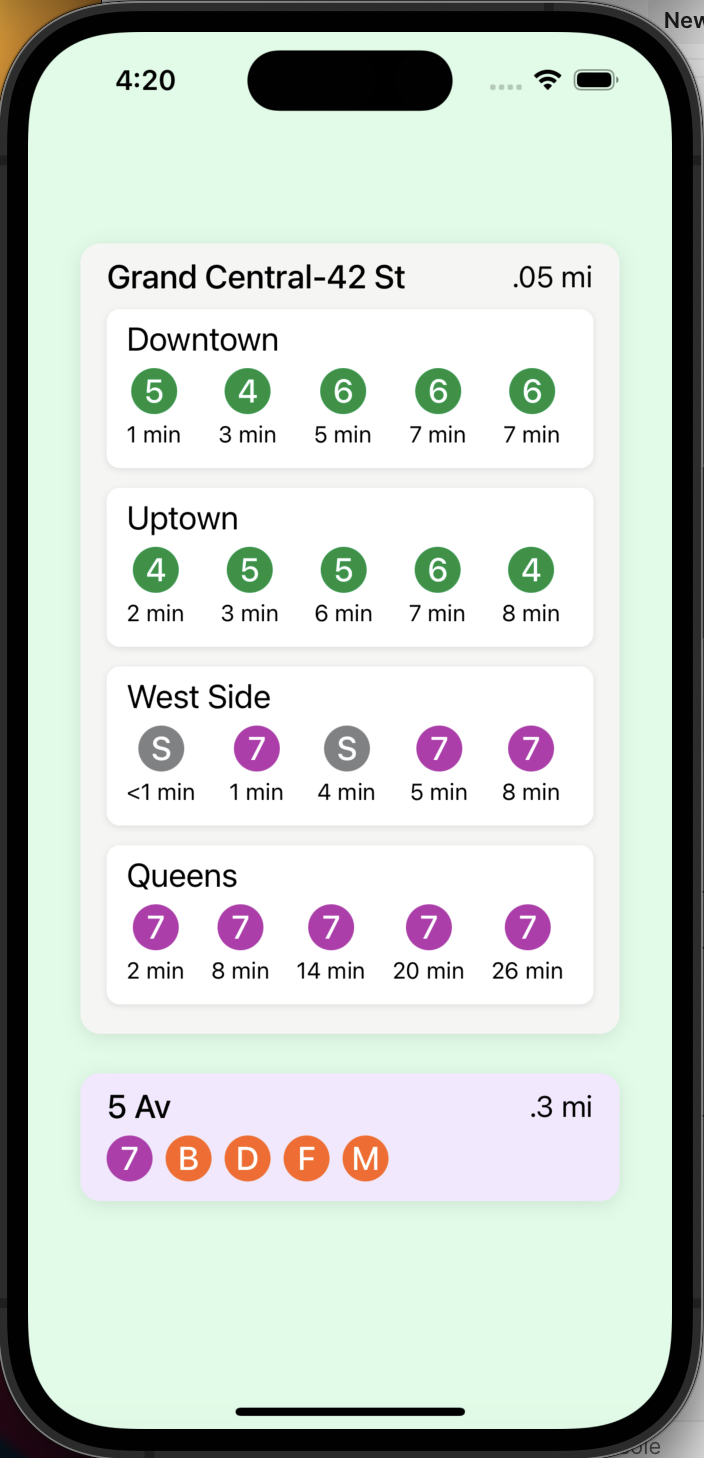 New
4:20
Grand Central-42 St .05 mi
Downtown
5 4 6 6 6
1 min 3 min 5 min 7 min 7 min
Uptown
4 5 5 6 4
2 min 3 min 6 min 7 min 8 min
West Side
S 7 S 7 7
<1 min 1 min 4 min 5 min 8 min
Queens
7 7 7 7 7
2 min 8 min 14 min 20 min 26 min
5 Av .3 mi
7 B D F M